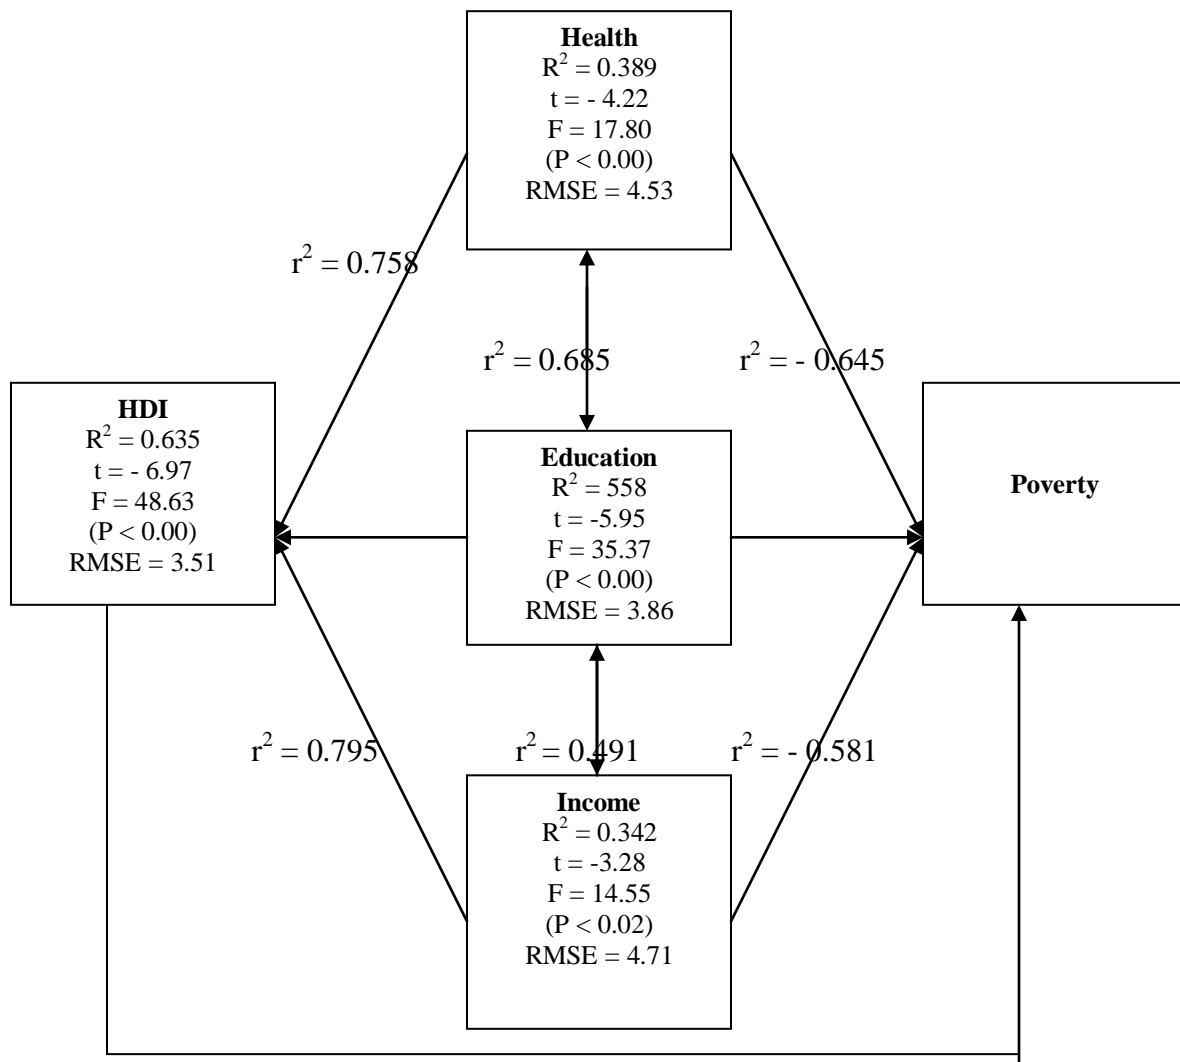 Health
R² = 0.389
t = - 4.22
F = 17.80
(P < 0.00)
RMSE = 4.53
r² = 0.758
r² = 0.685
r² = - 0.645
HDI
R² = 0.635
t = - 6.97
F = 48.63
(P < 0.00)
RMSE = 3.51
Education
R² = 558
t = -5.95
F = 35.37
(P < 0.00)
RMSE = 3.86
Poverty
r² = 0.795
r² = 0.491
r² = - 0.581
Income
R² = 0.342
t = -3.28
F = 14.55
(P < 0.02)
RMSE = 4.71